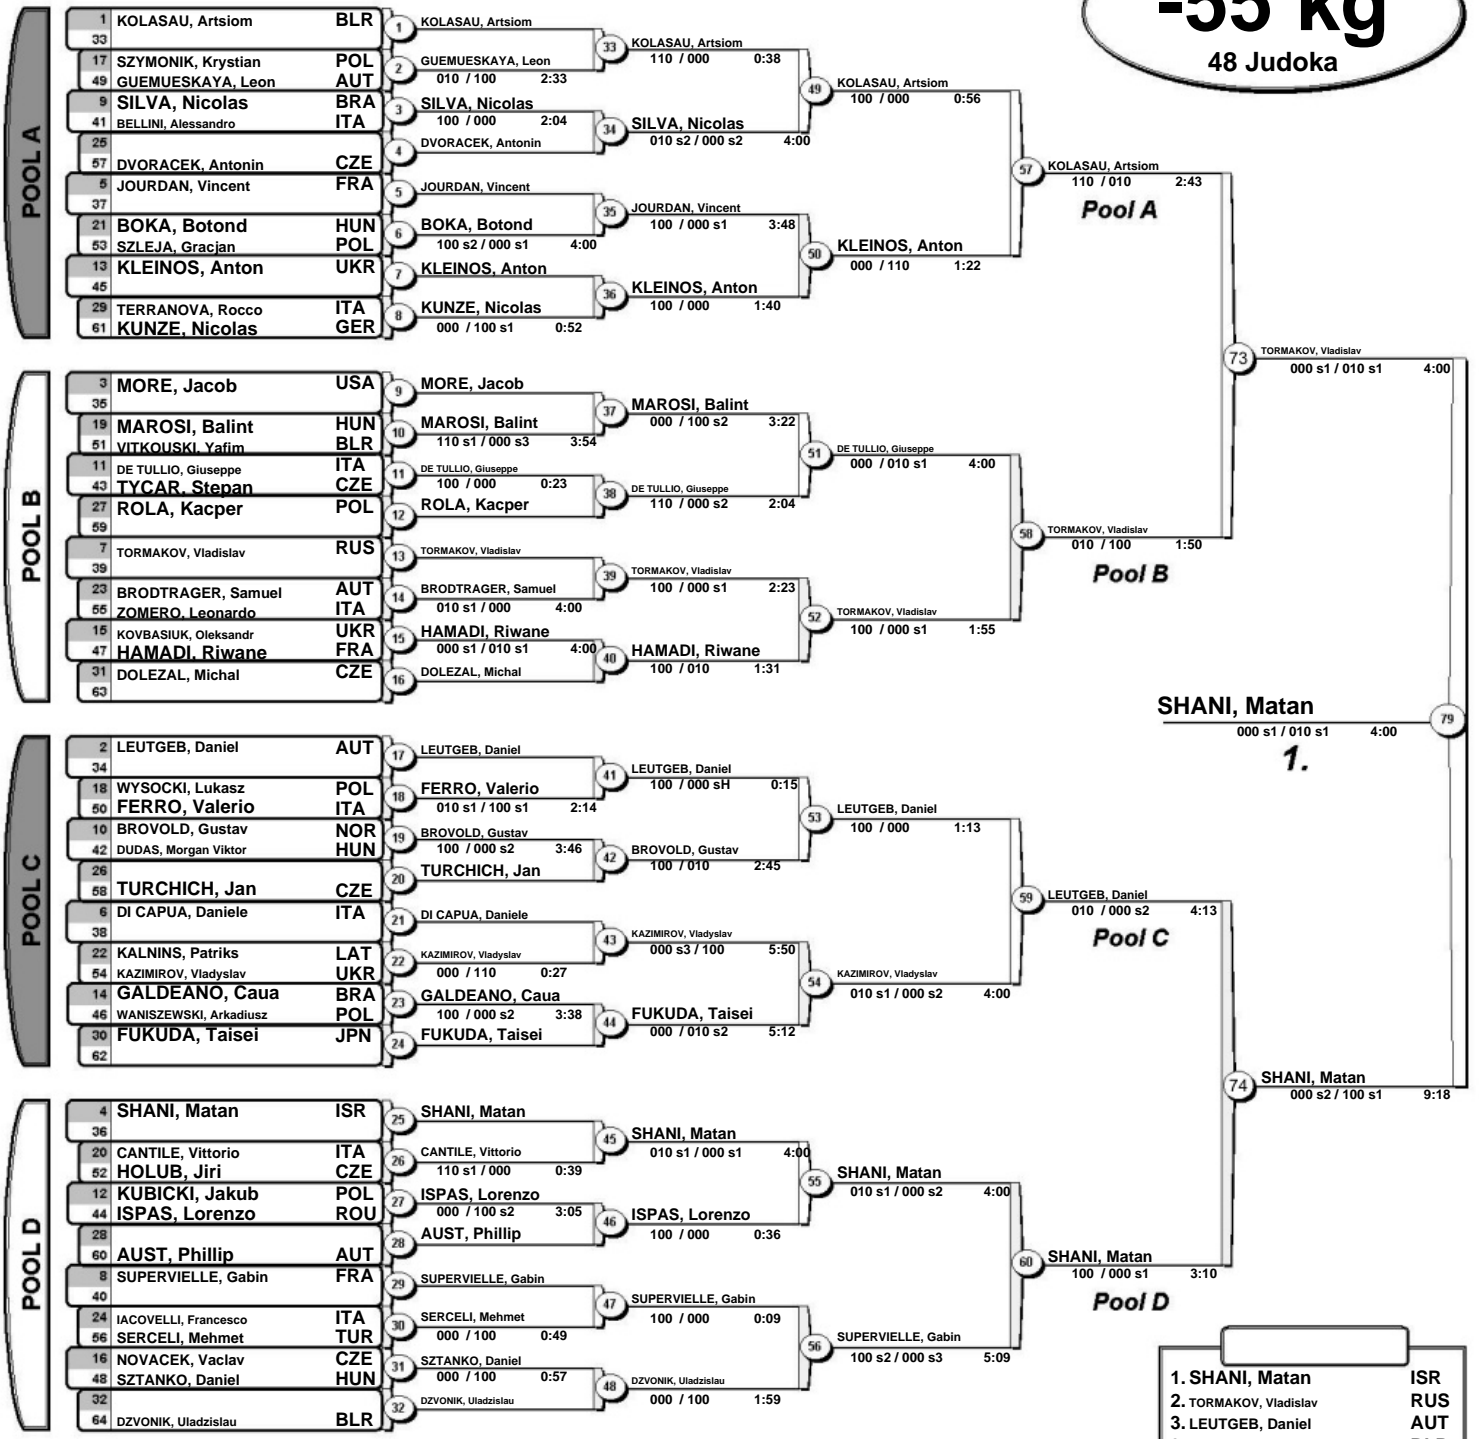 -55 kg
48 Judoka
POOL A
1 KOLASAU, Artsiom BLR
33
17 SZYMONIK, Krystian POL
49 GUEMUESKAYA, Leon AUT
9 SILVA, Nicolas BRA
41 BELLINI, Alessandro ITA
25
57 DVORACEK, Antonin CZE
5 JOURDAN, Vincent FRA
37
21 BOKA, Botond HUN
53 SZLEJA, Gracjan POL
13 KLEINOS, Anton UKR
45
29 TERRANOVA, Rocco ITA
61 KUNZE, Nicolas GER
1 KOLASAU, Artsiom
2 GUEMUESKAYA, Leon
010 / 100 2:33
3 SILVA, Nicolas
100 / 000 2:04
4 DVORACEK, Antonin
5 JOURDAN, Vincent
6 BOKA, Botond
100 s2 / 000 s1 4:00
7 KLEINOS, Anton
8 KUNZE, Nicolas
000 / 100 s1 0:52
33 KOLASAU, Artsiom
110 / 000 0:38
34 SILVA, Nicolas
010 s2 / 000 s2 4:00
35 JOURDAN, Vincent
100 / 000 s1 3:48
36 KLEINOS, Anton
100 / 000 1:40
49 KOLASAU, Artsiom
100 / 000 0:56
50 KLEINOS, Anton
000 / 110 1:22
57 KOLASAU, Artsiom
110 / 010 2:43
Pool A
POOL B
3 MORE, Jacob USA
35
19 MAROSI, Balint HUN
51 VITKOUSKI, Yafim BLR
11 DE TULLIO, Giuseppe ITA
43 TYCAR, Stepan CZE
27 ROLA, Kacper POL
59
7 TORMAKOV, Vladislav RUS
39
23 BRODTRAGER, Samuel AUT
55 ZOMERO, Leonardo ITA
15 KOVBASIUK, Oleksandr UKR
47 HAMADI, Riwane FRA
31 DOLEZAL, Michal CZE
63
9 MORE, Jacob
10 MAROSI, Balint
110 s1 / 000 s3 3:54
11 DE TULLIO, Giuseppe
100 / 000 0:23
12 ROLA, Kacper
13 TORMAKOV, Vladislav
14 BRODTRAGER, Samuel
010 s1 / 000 4:00
15 HAMADI, Riwane
000 s1 / 010 s1 4:00
16 DOLEZAL, Michal
37 MAROSI, Balint
000 / 100 s2 3:22
38 DE TULLIO, Giuseppe
110 / 000 s2 2:04
39 TORMAKOV, Vladislav
100 / 000 s1 2:23
40 HAMADI, Riwane
100 / 010 1:31
51 DE TULLIO, Giuseppe
000 / 010 s1 4:00
52 TORMAKOV, Vladislav
100 / 000 s1 1:55
58 TORMAKOV, Vladislav
010 / 100 1:50
Pool B
73 TORMAKOV, Vladislav
000 s1 / 010 s1 4:00
SHANI, Matan 79
000 s1 / 010 s1 4:00
1.
POOL C
2 LEUTGEB, Daniel AUT
34
18 WYSOCKI, Lukasz POL
50 FERRO, Valerio ITA
10 BROVOLD, Gustav NOR
42 DUDAS, Morgan Viktor HUN
26
58 TURCHICH, Jan CZE
6 DI CAPUA, Daniele ITA
38
22 KALNINS, Patriks LAT
54 KAZIMIROV, Vladyslav UKR
14 GALDEANO, Caua BRA
46 WANISZEWSKI, Arkadiusz POL
30 FUKUDA, Taisei JPN
62
17 LEUTGEB, Daniel
18 FERRO, Valerio
010 s1 / 100 s1 2:14
19 BROVOLD, Gustav
100 / 000 s2 3:46
20 TURCHICH, Jan
21 DI CAPUA, Daniele
22 KAZIMIROV, Vladyslav
000 / 110 0:27
23 GALDEANO, Caua
100 / 000 s2 3:38
24 FUKUDA, Taisei
41 LEUTGEB, Daniel
100 / 000 sH 0:15
42 BROVOLD, Gustav
100 / 010 2:45
43 KAZIMIROV, Vladyslav
000 s3 / 100 5:50
44 FUKUDA, Taisei
000 / 010 s2 5:12
53 LEUTGEB, Daniel
100 / 000 1:13
54 KAZIMIROV, Vladyslav
010 s1 / 000 s2 4:00
59 LEUTGEB, Daniel
010 / 000 s2 4:13
Pool C
74 SHANI, Matan
000 s2 / 100 s1 9:18
POOL D
4 SHANI, Matan ISR
36
20 CANTILE, Vittorio ITA
52 HOLUB, Jiri CZE
12 KUBICKI, Jakub POL
44 ISPAS, Lorenzo ROU
28
60 AUST, Phillip AUT
8 SUPERVIELLE, Gabin FRA
40
24 IACOVELLI, Francesco ITA
56 SERCELI, Mehmet TUR
16 NOVACEK, Vaclav CZE
48 SZTANKO, Daniel HUN
32
64 DZVONIK, Uladzislau BLR
25 SHANI, Matan
26 CANTILE, Vittorio
110 s1 / 000 0:39
27 ISPAS, Lorenzo
000 / 100 s2 3:05
28 AUST, Phillip
29 SUPERVIELLE, Gabin
30 SERCELI, Mehmet
000 / 100 0:49
31 SZTANKO, Daniel
000 / 100 0:57
32 DZVONIK, Uladzislau
45 SHANI, Matan
010 s1 / 000 s1 4:00
46 ISPAS, Lorenzo
100 / 000 0:36
47 SUPERVIELLE, Gabin
100 / 000 0:09
48 DZVONIK, Uladzislau
000 / 100 1:59
55 SHANI, Matan
010 s1 / 000 s2 4:00
56 SUPERVIELLE, Gabin
100 s2 / 000 s3 5:09
60 SHANI, Matan
100 / 000 s1 3:10
Pool D
1. SHANI, Matan ISR
2. TORMAKOV, Vladislav RUS
3. LEUTGEB, Daniel AUT